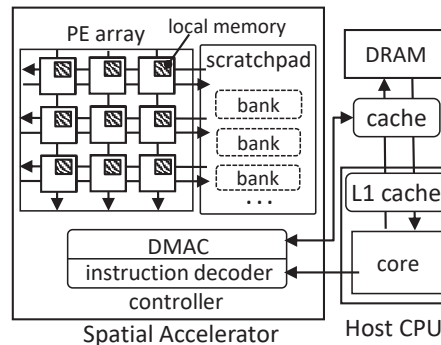 PE array
local memory
scratchpad
bank
bank
bank
...
DMAC
instruction decoder
controller
Spatial Accelerator
DRAM
cache
L1 cache
core
Host CPU